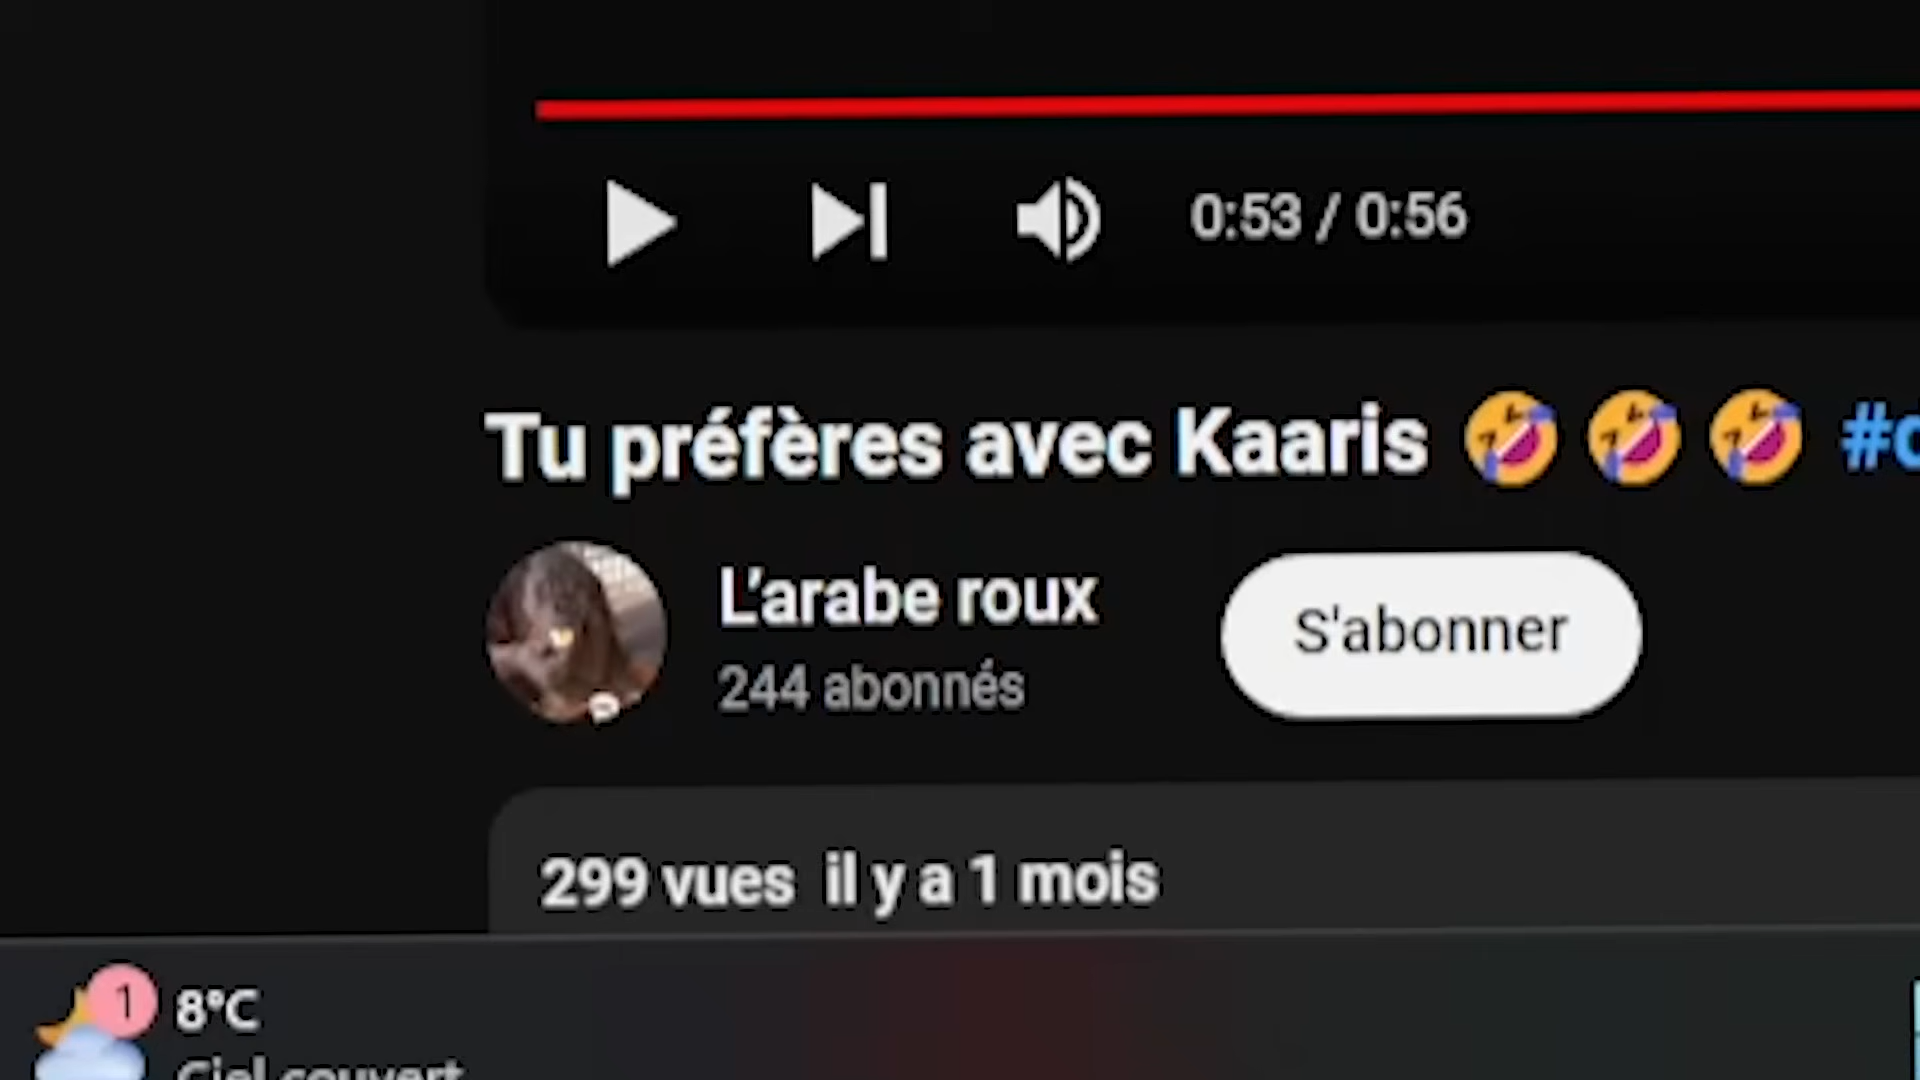 0:53 / 0:56
Tu préfères avec Kaaris 🤣🤣🤣
L'arabe roux
S'abonner
244 abonnés
299 vues il y a 1 mois
1
8°C
Ciel couvert